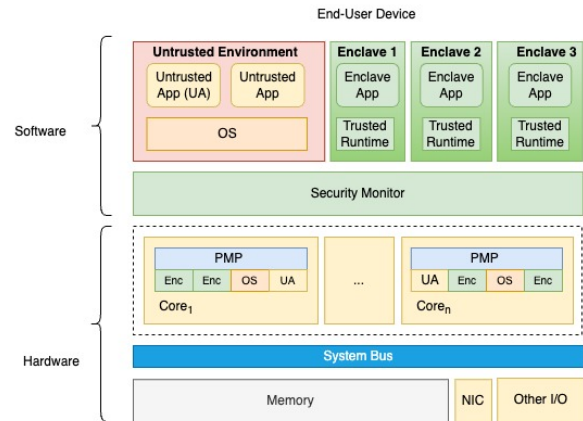 End-User Device
Untrusted Environment
Untrusted
App (UA)
Untrusted
App
OS
Enclave 1
Enclave
App
Trusted
Runtime
Enclave 2
Enclave
App
Trusted
Runtime
Enclave 3
Enclave
App
Trusted
Runtime
Software
Security Monitor
Hardware
PMP
Enc Enc OS UA
Core1
...
PMP
UA Enc OS Enc
Coren
System Bus
Memory
NIC
Other I/O